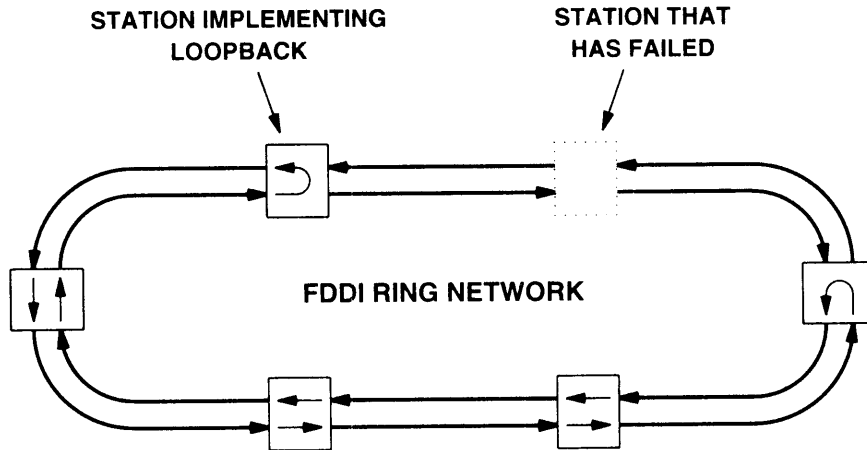 STATION IMPLEMENTING
LOOPBACK
STATION THAT
HAS FAILED
FDDI RING NETWORK